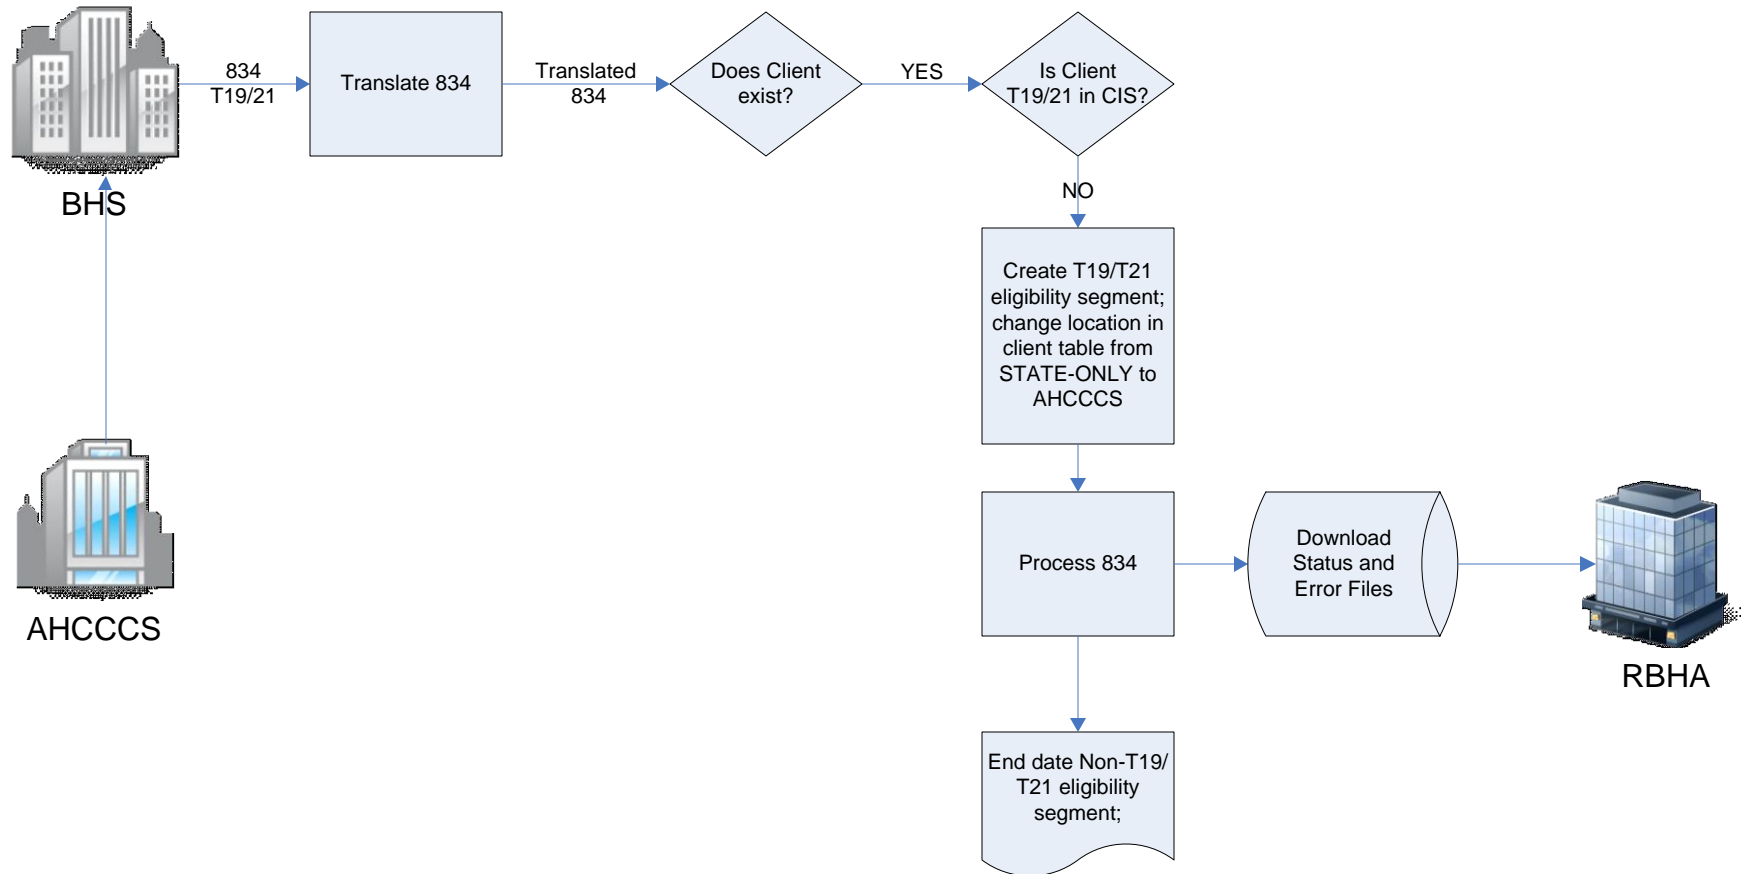 834
T19/21
Translate 834
Translated
834
Does Client
exist?
YES
Is Client
T19/21 in CIS?
BHS
NO
Create T19/T21
eligibility segment;
change location in
client table from
STATE-ONLY to
AHCCCS
AHCCCS
Process 834
Download
Status and
Error Files
RBHA
End date Non-T19/
T21 eligibility
segment;